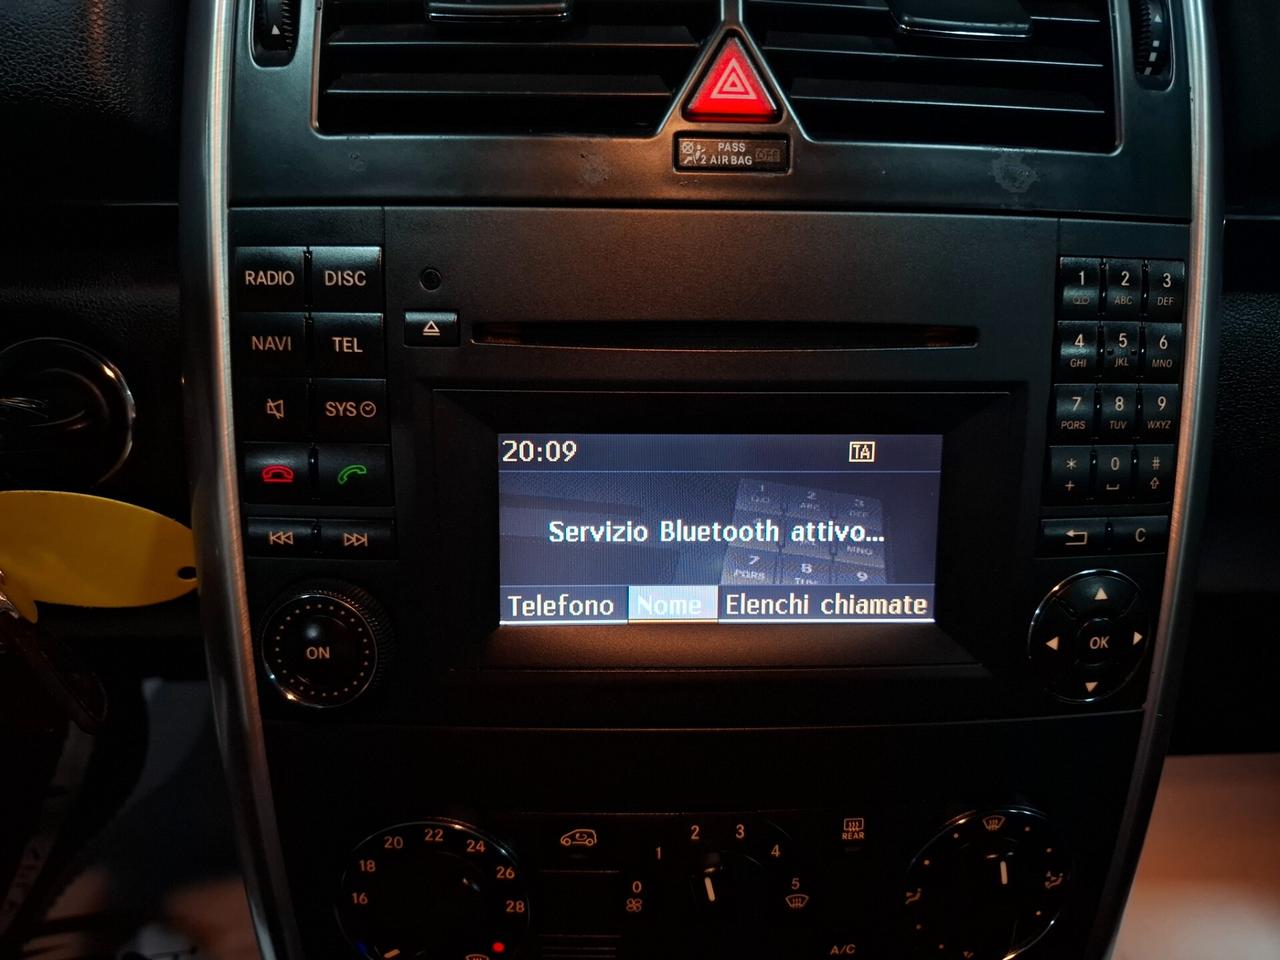 PASS
2 AIR BAG OFF
RADIO DISC
NAVI TEL
SYS
ON
20:09 TA
Servizio Bluetooth attivo...
Telefono Nome Elenchi chiamate
1 2 3
ABC DEF
4 5 6
GHI JKL MNO
7 8 9
PQRS TUV WXYZ
* 0 #
+
C
OK
16 18 20 22 24 26 28
0 1 2 3 4 5
REAR
A/C